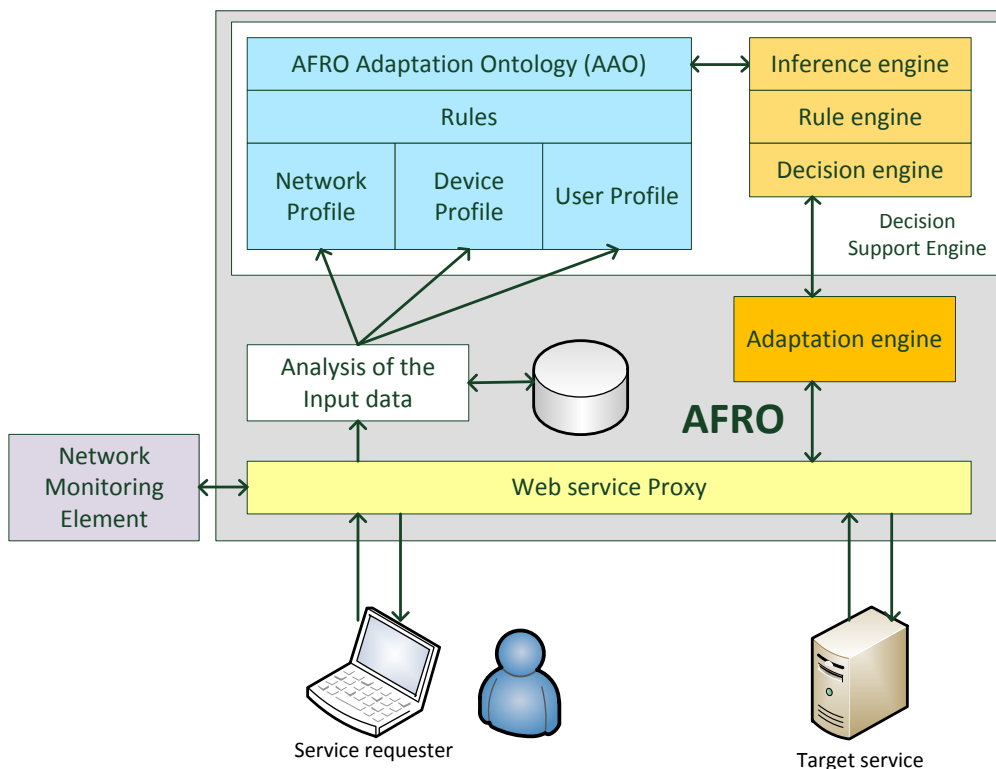 AFRO Adaptation Ontology (AAO)
Rules
Network
Profile
Device
Profile
User Profile
Inference engine
Rule engine
Decision engine
Decision
Support Engine
Adaptation engine
Analysis of the
Input data
AFRO
Network
Monitoring
Element
Web service Proxy
Service requester
Target service